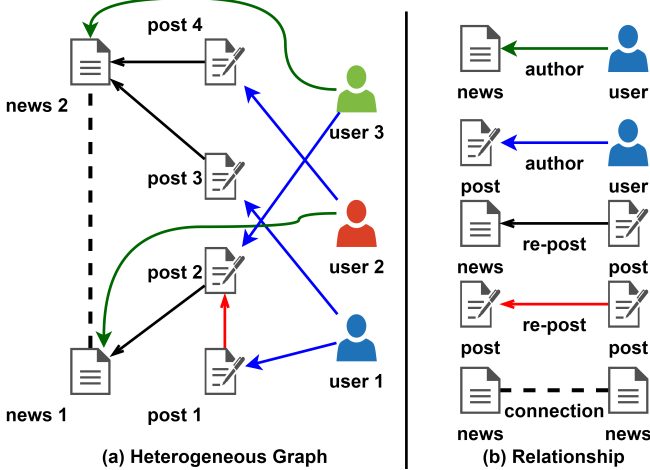 post 4
news 2
user 3
post 3
post 2
user 2
news 1
post 1
user 1
(a) Heterogeneous Graph
author
news
user
author
post
user
re-post
news
post
re-post
post
post
connection
news
news
(b) Relationship